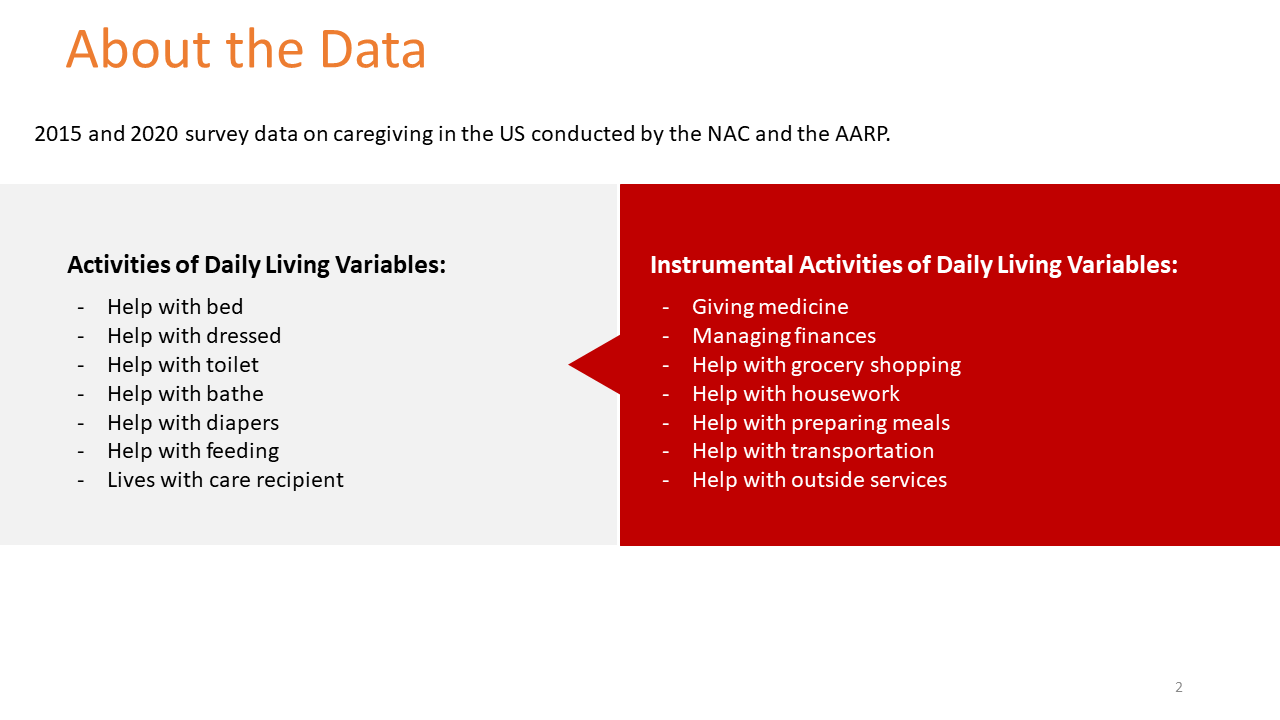 About the Data
2015 and 2020 survey data on caregiving in the US conducted by the NAC and the AARP.
Activities of Daily Living Variables:
- Help with bed
- Help with dressed
- Help with toilet
- Help with bathe
- Help with diapers
- Help with feeding
- Lives with care recipient
Instrumental Activities of Daily Living Variables:
- Giving medicine
- Managing finances
- Help with grocery shopping
- Help with housework
- Help with preparing meals
- Help with transportation
- Help with outside services
2